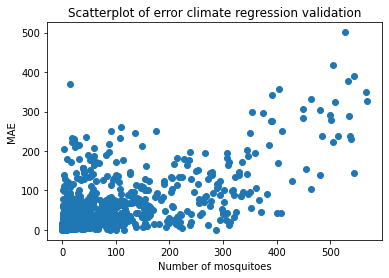 Scatterplot of error climate regression validation
500
400
300
200
100
0
MAE
0 100 200 300 400 500
Number of mosquitoes